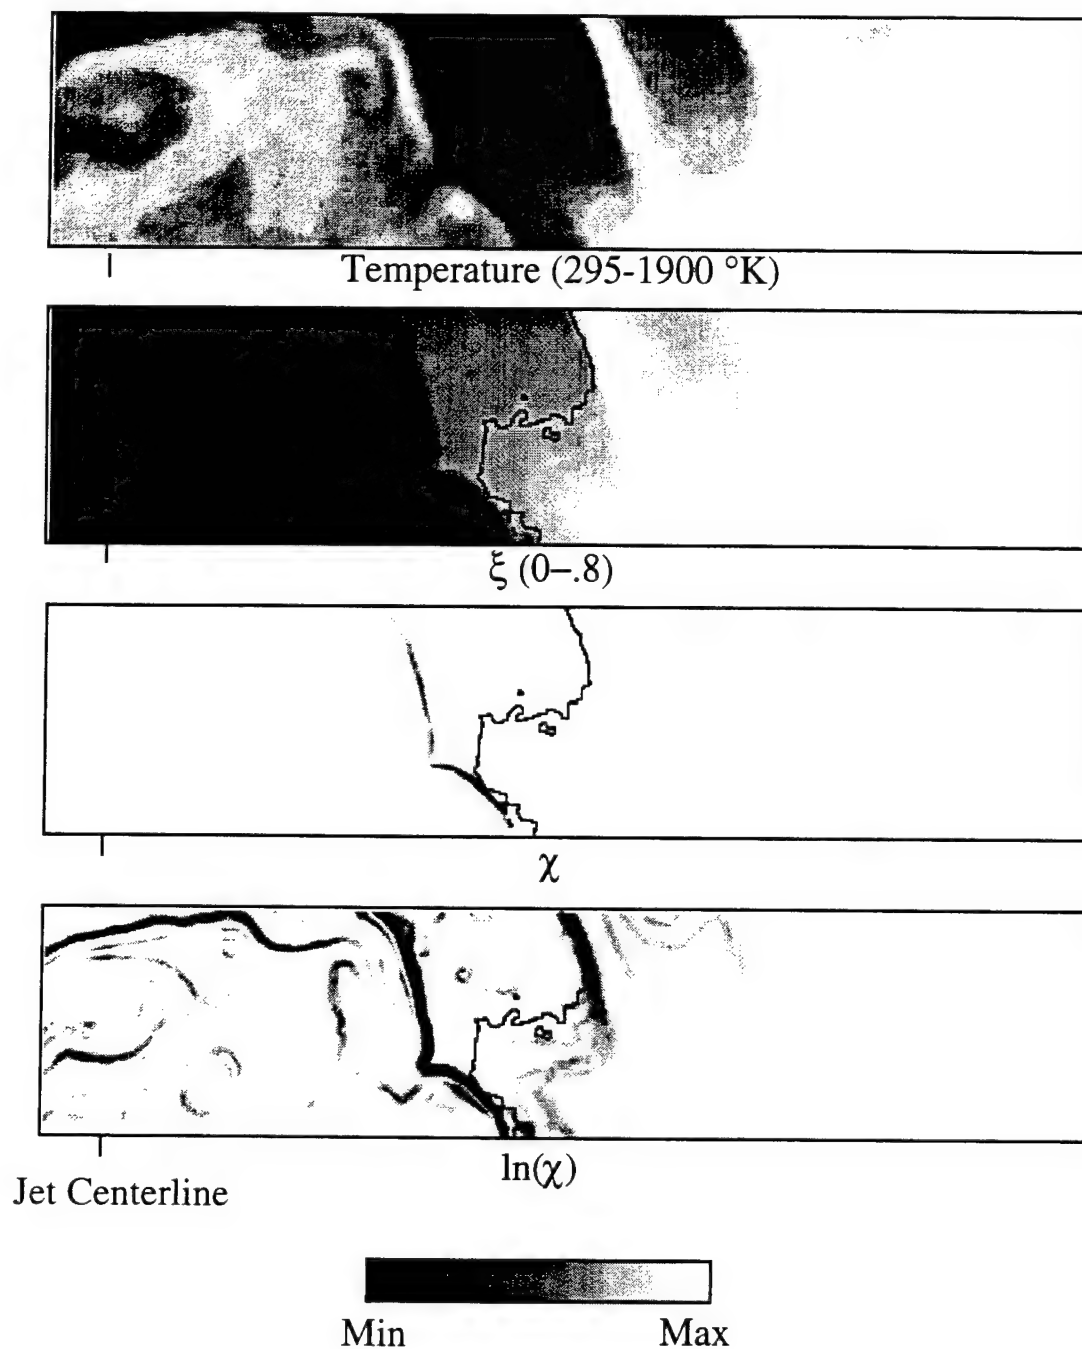 Temperature (295-1900 °K)
ξ (0–.8)
χ
ln(χ)
Jet Centerline
Min Max